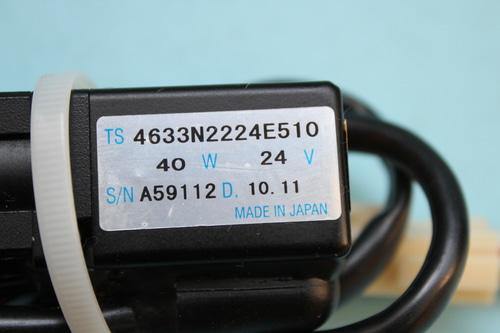 TS 4633N2224E510
40 W 24 V
S/N A59112 D. 10.11
MADE IN JAPAN